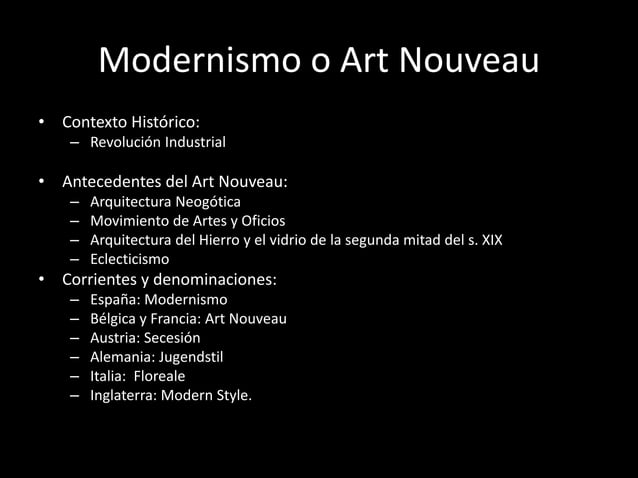 Modernismo o Art Nouveau
• Contexto Histórico:
– Revolución Industrial
• Antecedentes del Art Nouveau:
– Arquitectura Neogótica
– Movimiento de Artes y Oficios
– Arquitectura del Hierro y el vidrio de la segunda mitad del s. XIX
– Eclecticismo
• Corrientes y denominaciones:
– España: Modernismo
– Bélgica y Francia: Art Nouveau
– Austria: Secesión
– Alemania: Jugendstil
– Italia: Floreale
– Inglaterra: Modern Style.